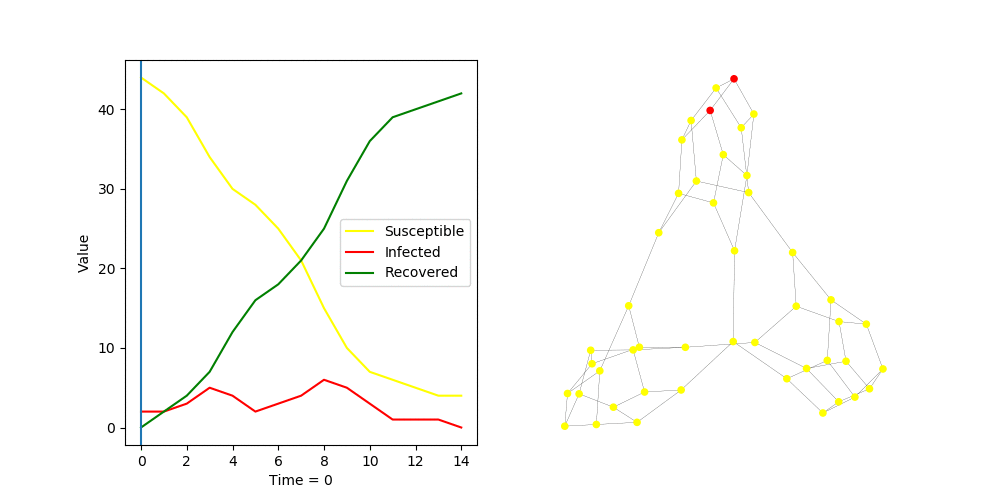 40
30
20
10
0
Value
Susceptible
Infected
Recovered
0 2 4 6 8 10 12 14
Time = 0